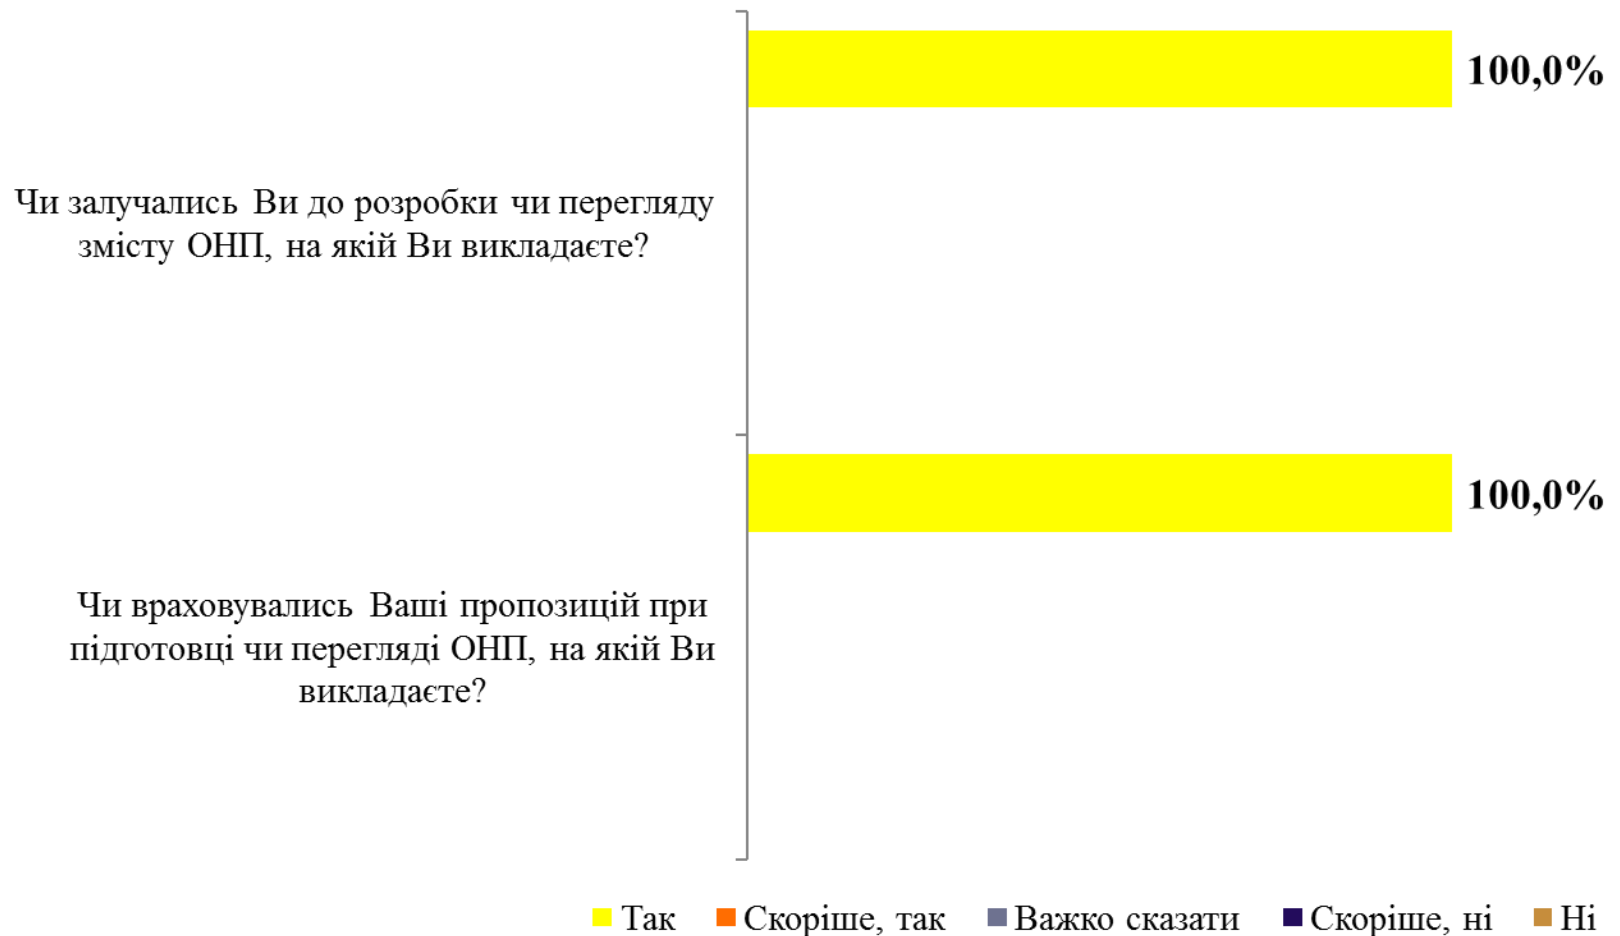 100,0%
Чи залучались Ви до розробки чи перегляду
змісту ОНП, на якій Ви викладаєте?
100,0%
Чи враховувались Ваші пропозицій при
підготовці чи перегляді ОНП, на якій Ви
викладаєте?
Так Скоріше, так Важко сказати Скоріше, ні Ні